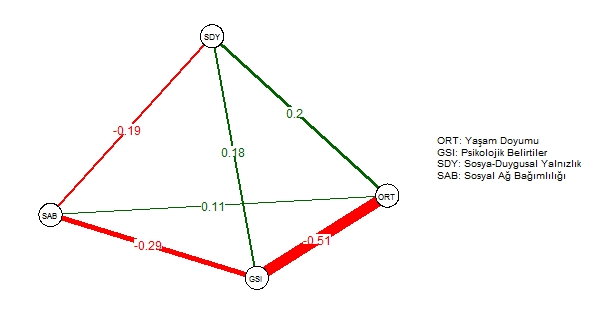 SDY
-0.19
0.2
0.18
0.11
ORT
SAB
-0.29
-0.51
GSI
ORT: Yaşam Doyumu
GSI: Psikolojik Belirtiler
SDY: Sosya-Duygusal Yalnızlık
SAB: Sosyal Ağ Bağımlılığı